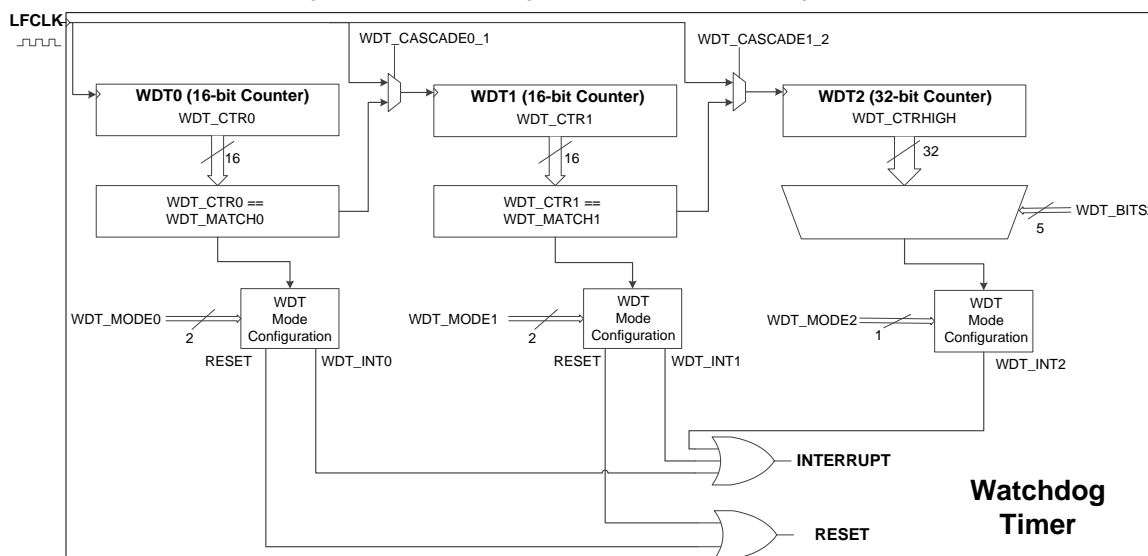 LFCLK
WDT_CASCADE0_1
WDT_CASCADE1_2
WDT0 (16-bit Counter)
WDT_CTR0
WDT1 (16-bit Counter)
WDT_CTR1
WDT2 (32-bit Counter)
WDT_CTRHIGH
16
16
32
WDT_CTR0 ==
WDT_MATCH0
WDT_CTR1 ==
WDT_MATCH1
WDT_BITS
5
WDT_MODE0
2
WDT
Mode
Configuration
WDT_MODE1
2
WDT
Mode
Configuration
WDT_MODE2
1
WDT
Mode
Configuration
RESET
WDT_INT0
RESET
WDT_INT1
WDT_INT2
INTERRUPT
RESET
Watchdog
Timer